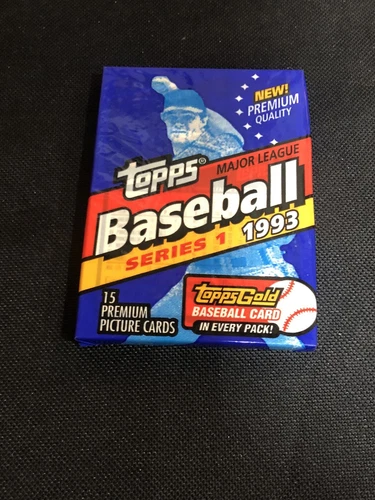 NEW!
PREMIUM
QUALITY
topps®
MAJOR LEAGUE
Baseball
SERIES 1 1993
15
PREMIUM
PICTURE CARDS
toppsGold
BASEBALL CARD
IN EVERY PACK!